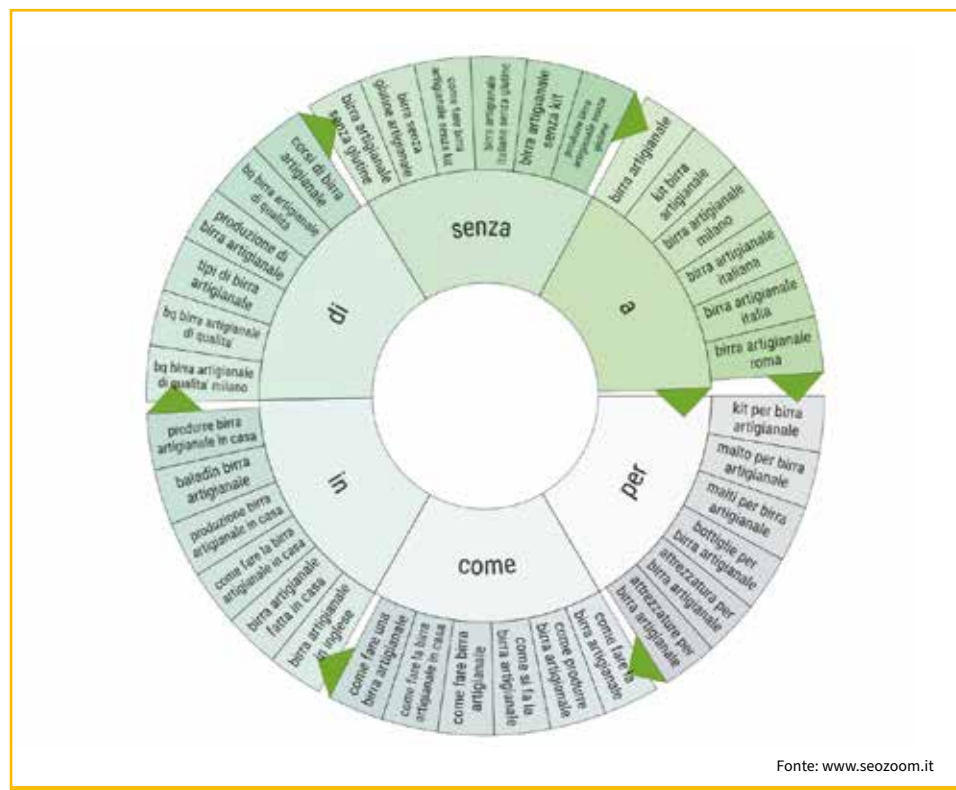 senza
birra artigianale
senza glutine
birra senza
glutine artigianale
come fare birra
artigianale senza kit
birra artigianale
italiano senza glutine
birra artigianale
senza kit
produrre birra
artigianale senza
glutine
a
birra artigianale
kit birra
artigianale
birra artigianale
milano
birra artigianale
italiana
birra artigianale
italia
birra artigianale
roma
per
kit per birra
artigianale
malto per birra
artigianale
malti per birra
artigianale
bottiglie per
birra artigianale
attrezzatura per
birra artigianale
attrezzature per
birra artigianale
come
come fare la
birra artigianale
come produrre
birra artigianale
come si fa la
birra artigianale
come fare birra
artigianale
come fare la birra
artigianale in casa
come fare una
birra artigianale
in
birra artigianale
in inglese
birra artigianale
fatta in casa
come fare la birra
artigianale in casa
produzione birra
artigianale in casa
baladin birra
artigianale
produrre birra
artigianale in casa
di
bq birra artigianale
di qualita' milano
bq birra artigianale
di qualita'
tipi di birra
artigianale
produzione di
birra artigianale
bq birra artigianale
di qualita
corsi di birra
artigianale
Fonte: www.seozoom.it